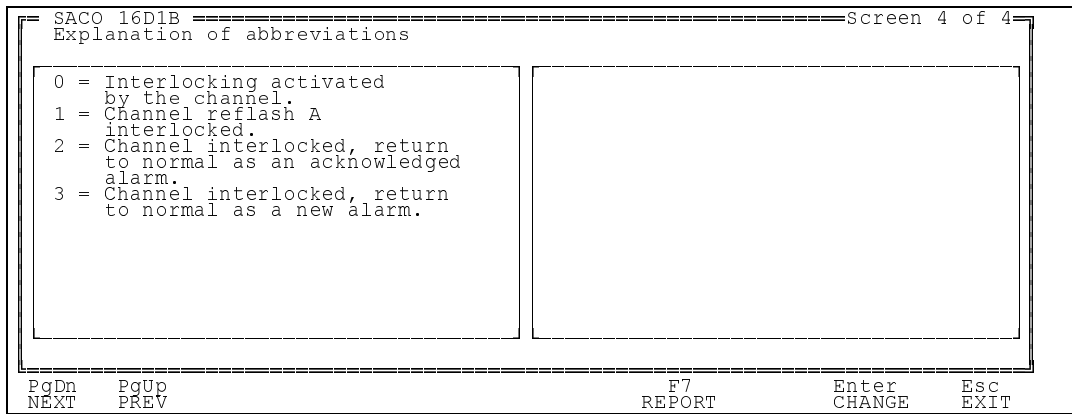 SACO 16D1B Screen 4 of 4
Explanation of abbreviations
0 = Interlocking activated
by the channel.
1 = Channel reflash A
interlocked.
2 = Channel interlocked, return
to normal as an acknowledged
alarm.
3 = Channel interlocked, return
to normal as a new alarm.
PgDn PgUp F7 Enter Esc
NEXT PREV REPORT CHANGE EXIT